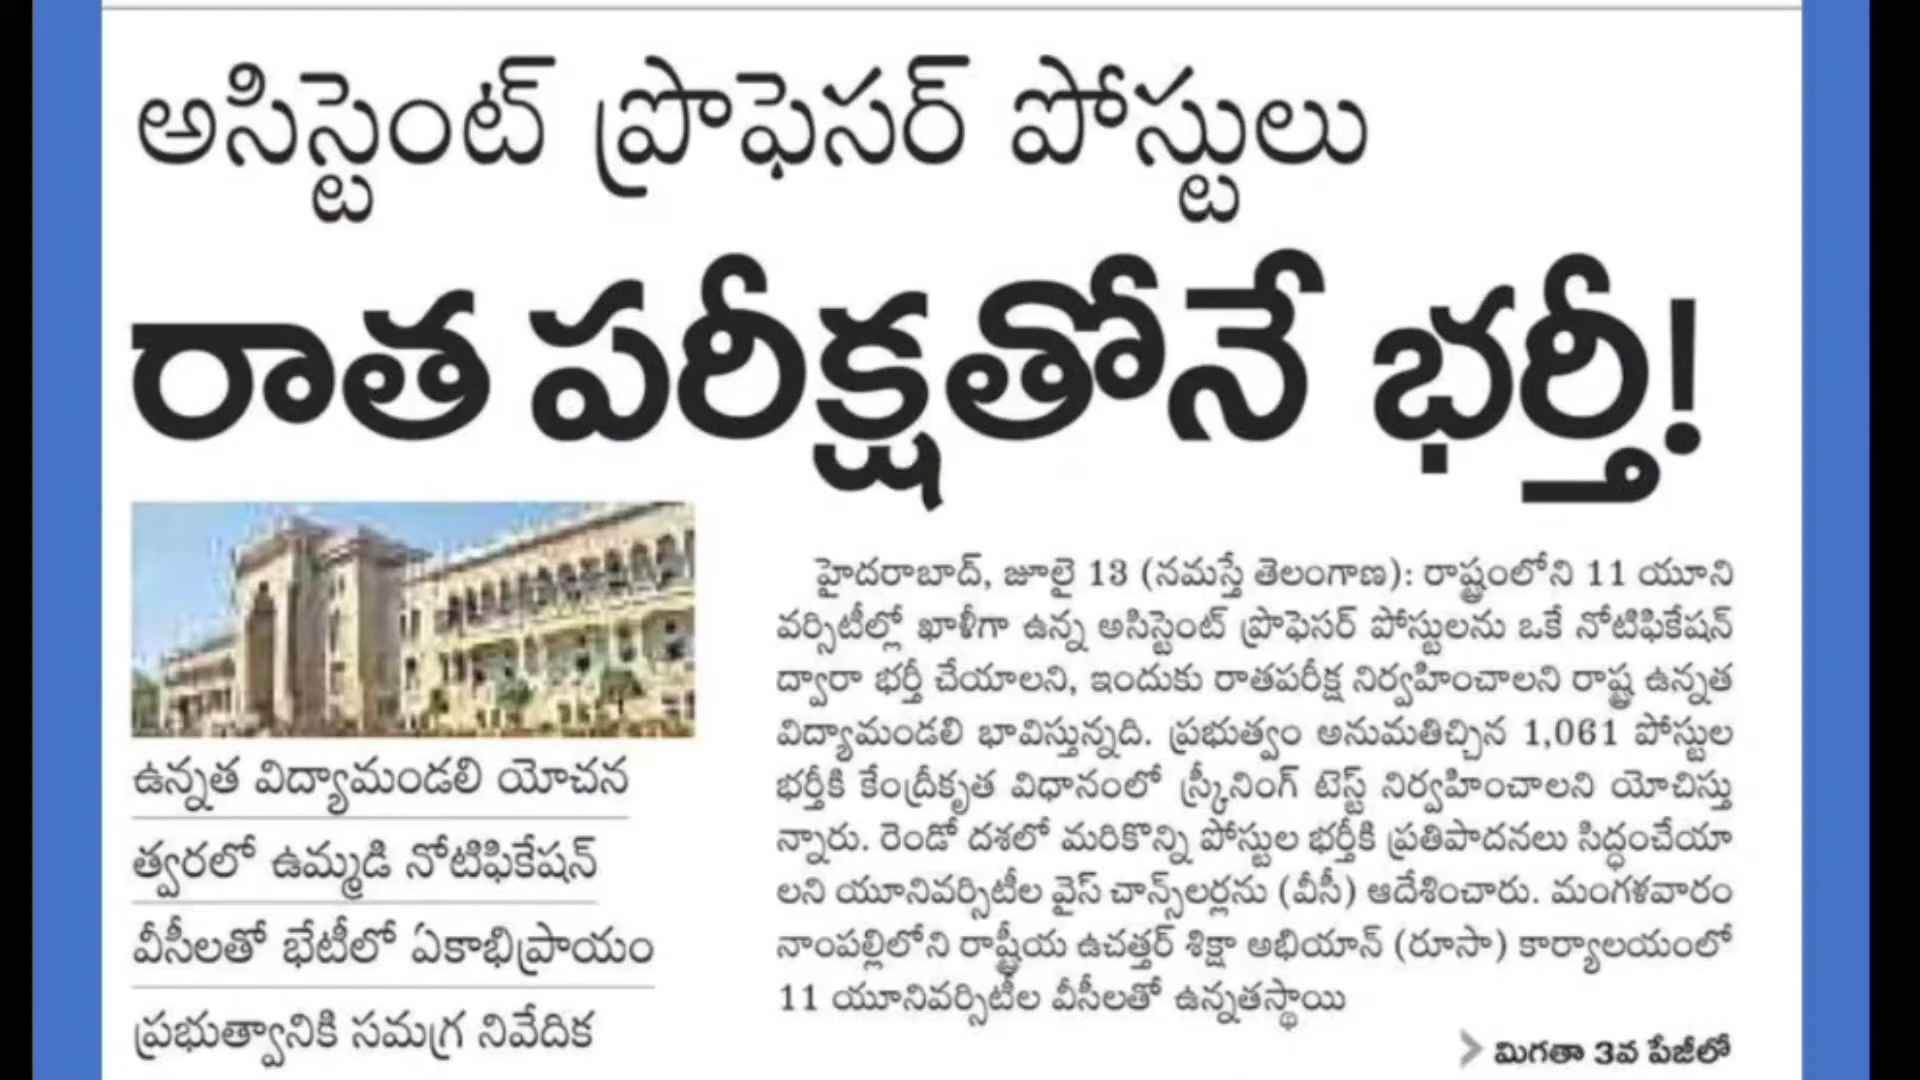 అసిస్టెంట్ ప్రొఫెసర్ పోస్టులు
రాత పరీక్షతోనే భర్తీ!
ఉన్నత విద్యామండలి యోచన
త్వరలో ఉమ్మడి నోటిఫికేషన్
వీసీలతో భేటీలో ఏకాభిప్రాయం
ప్రభుత్వానికి సమగ్ర నివేదిక
హైదరాబాద్, జూలై 13 (నమస్తే తెలంగాణ): రాష్ట్రంలోని 11 యూని
వర్సిటీల్లో ఖాళీగా ఉన్న అసిస్టెంట్ ప్రొఫెసర్ పోస్టులను ఒకే నోటిఫికేషన్
ద్వారా భర్తీ చేయాలని, ఇందుకు రాతపరీక్ష నిర్వహించాలని రాష్ట్ర ఉన్నత
విద్యామండలి భావిస్తున్నది. ప్రభుత్వం అనుమతిచ్చిన 1,061 పోస్టుల
భర్తీకి కేంద్రీకృత విధానంలో స్క్రీనింగ్ టెస్ట్ నిర్వహించాలని యోచిస్తు
న్నారు. రెండో దశలో మరికొన్ని పోస్టుల భర్తీకి ప్రతిపాదనలు సిద్ధంచేయా
లని యూనివర్సిటీల వైస్ చాన్స్‌లర్లను (వీసీ) ఆదేశించారు. మంగళవారం
నాంపల్లిలోని రాష్ట్రీయ ఉచత్తర్ శిక్షా అభియాన్ (రూసా) కార్యాలయంలో
11 యూనివర్సిటీల వీసీలతో ఉన్నతస్థాయి
> మిగతా 3వ పేజీలో